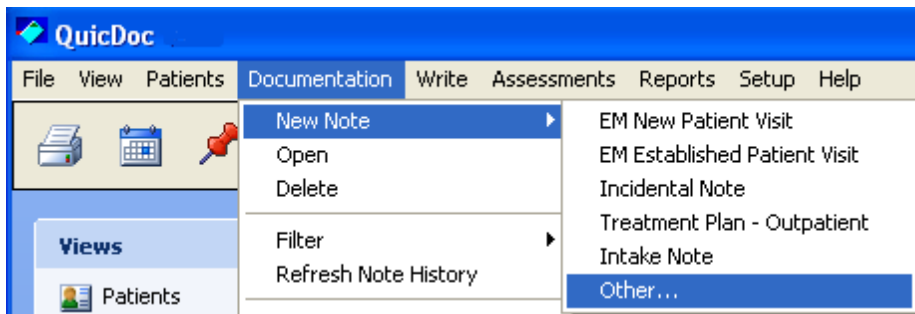 QuicDoc
File View Patients Documentation Write Assessments Reports Setup Help
New Note
Open
Delete
Filter
Refresh Note History
EM New Patient Visit
EM Established Patient Visit
Incidental Note
Treatment Plan - Outpatient
Intake Note
Other...
Views
Patients